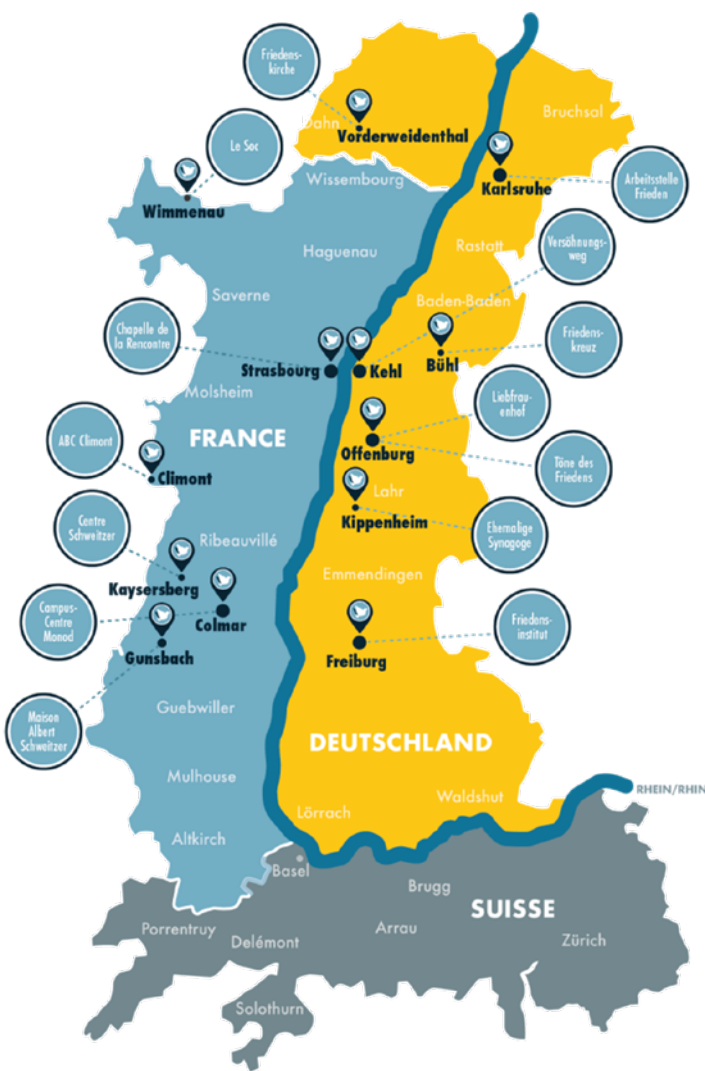 Friedens-
kirche
Dahn
Vorderweidenthal
Bruchsal
Le Soc
Wissembourg
Karlsruhe
Arbeitsstelle
Frieden
Wimmenau
Haguenau
Rastatt
Versöhnungs-
weg
Saverne
Baden-Baden
Chapelle de
la Rencontre
Strasbourg
Kehl
Bühl
Friedens-
kreuz
Molsheim
Liebfrau-
enhof
ABC Climont
FRANCE
Offenburg
Töne des
Friedens
Climont
Lahr
Centre
Schweitzer
Kippenheim
Ehemalige
Synagoge
Ribeauvillé
Emmendingen
Kaysersberg
Campus-
Centre
Monod
Colmar
Friedens-
institut
Gunsbach
Freiburg
Maison
Albert
Schweitzer
Guebwiller
DEUTSCHLAND
Mulhouse
Waldshut
RHEIN/RHIN
Lörrach
Altkirch
Basel
Brugg
SUISSE
Porrentruy
Arrau
Delémont
Zürich
Solothurn